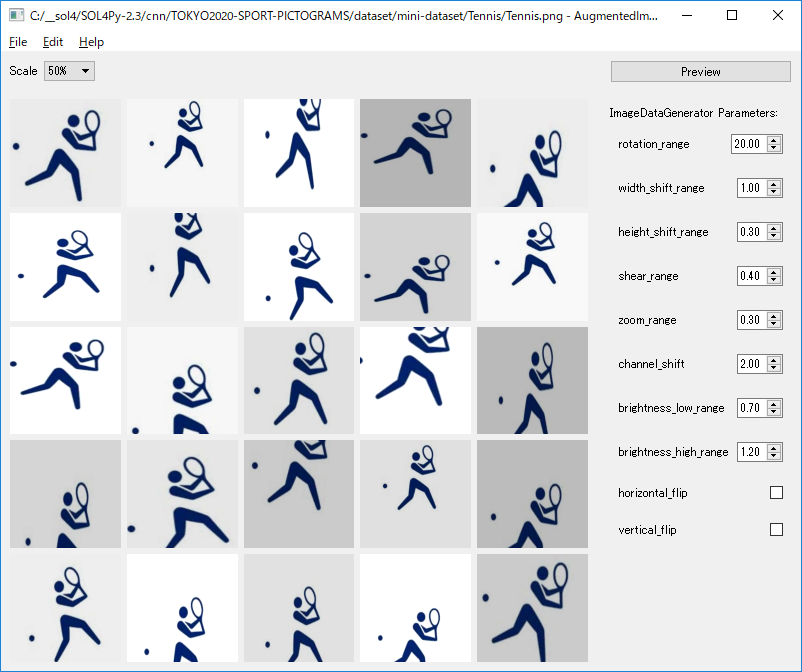 C:/__sol4/SOL4Py-2.3/cnn/TOKYO2020-SPORT-PICTOGRAMS/dataset/mini-dataset/Tennis/Tennis.png - AugmentedIm...
File Edit Help
Scale 50% Preview
ImageDataGenerator Parameters:
rotation_range 20.00
width_shift_range 1.00
height_shift_range 0.30
shear_range 0.40
zoom_range 0.30
channel_shift 2.00
brightness_low_range 0.70
brightness_high_range 1.20
horizontal_flip
vertical_flip